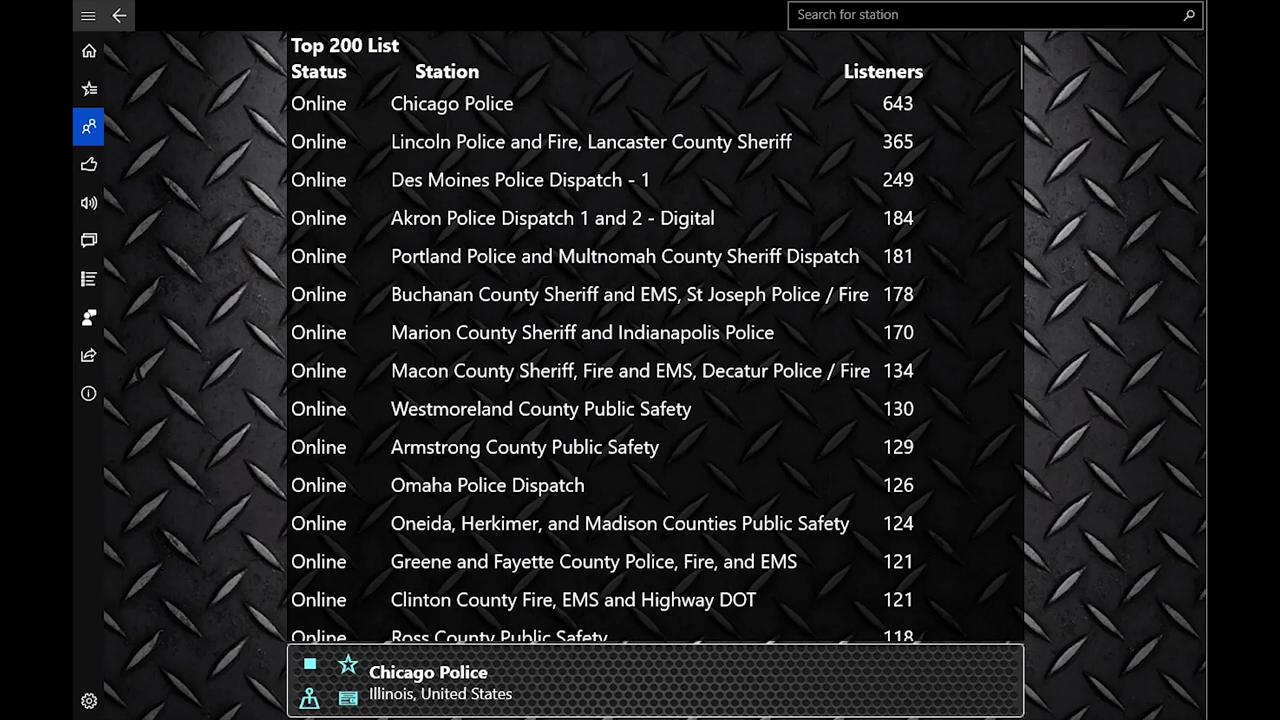 Search for station
Top 200 List
Status Station Listeners
Online Chicago Police 643
Online Lincoln Police and Fire, Lancaster County Sheriff 365
Online Des Moines Police Dispatch - 1 249
Online Akron Police Dispatch 1 and 2 - Digital 184
Online Portland Police and Multnomah County Sheriff Dispatch 181
Online Buchanan County Sheriff and EMS, St Joseph Police / Fire 178
Online Marion County Sheriff and Indianapolis Police 170
Online Macon County Sheriff, Fire and EMS, Decatur Police / Fire 134
Online Westmoreland County Public Safety 130
Online Armstrong County Public Safety 129
Online Omaha Police Dispatch 126
Online Oneida, Herkimer, and Madison Counties Public Safety 124
Online Greene and Fayette County Police, Fire, and EMS 121
Online Clinton County Fire, EMS and Highway DOT 121
Online Ross County Public Safety 118
Chicago Police
Illinois, United States